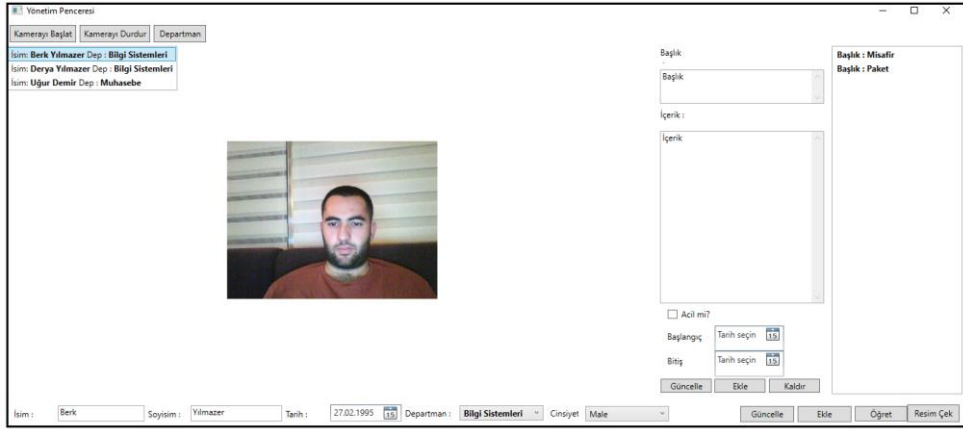 Yönetim Penceresi
Kamerayı Başlat Kamerayı Durdur Departman
İsim: Berk Yılmazer Dep : Bilgi Sistemleri
İsim: Derya Yılmazer Dep : Bilgi Sistemleri
İsim: Uğur Demir Dep : Muhasebe
Başlık
Başlık
İçerik :
İçerik
Acil mi?
Başlangıç Tarih seçin 15
Bitiş Tarih seçin 15
Güncelle Ekle Kaldır
Başlık : Misafir
Başlık : Paket
İsim : Berk Soyisim : Yılmazer Tarih : 27.02.1995 15 Departman : Bilgi Sistemleri Cinsiyet Male Güncelle Ekle Öğret Resim Çek